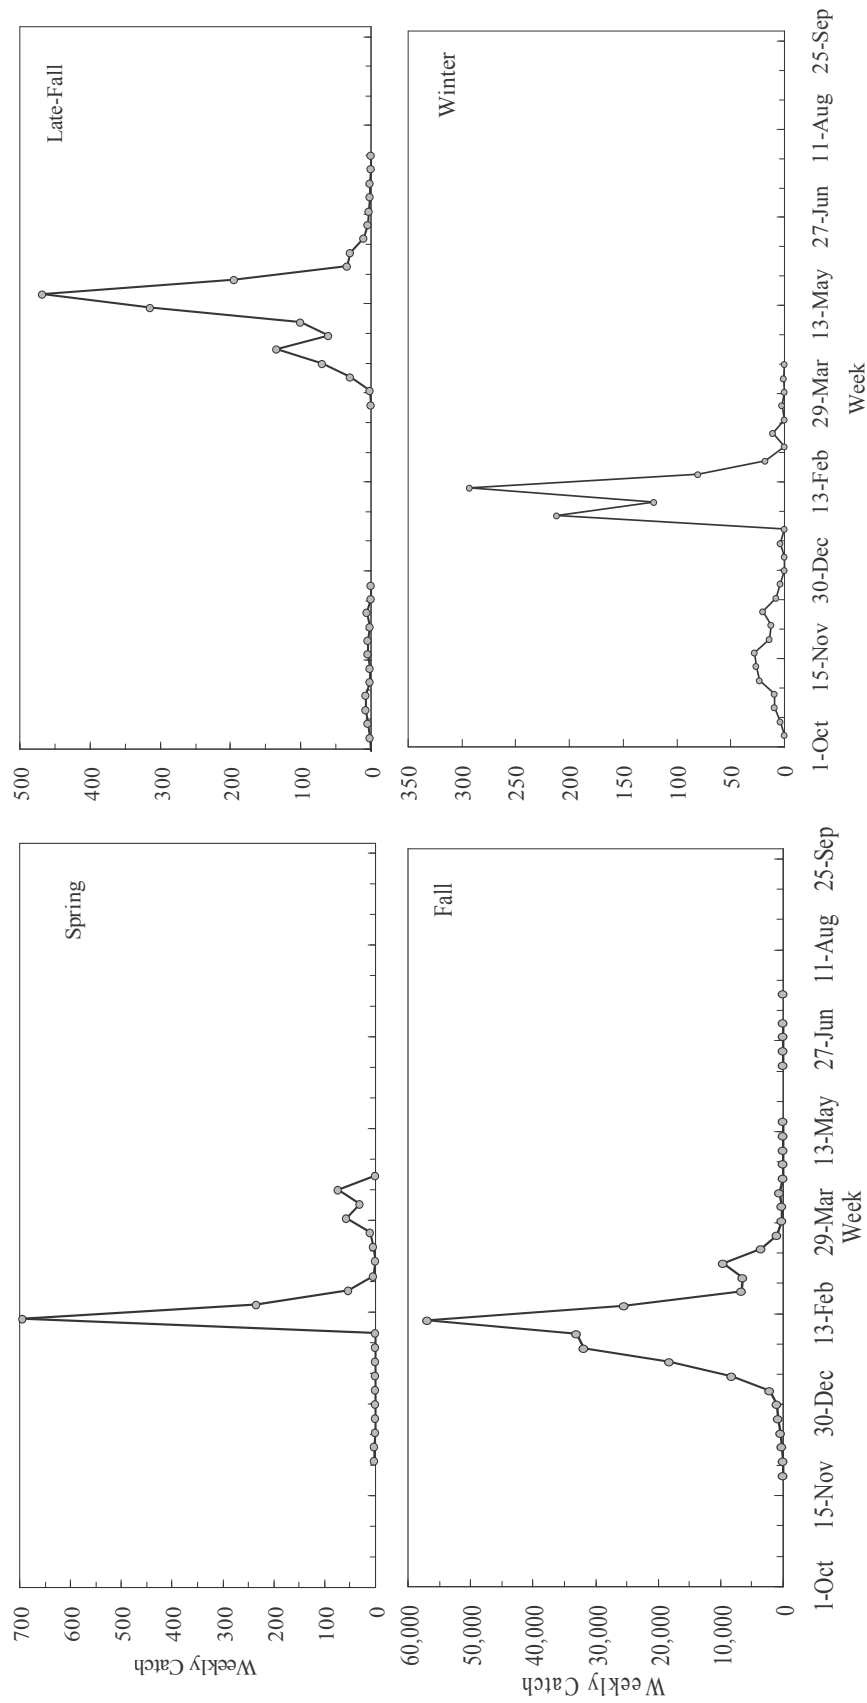 Spring
Weekly Catch
700
600
500
400
300
200
100
0
Late-Fall
500
400
300
200
100
0
Fall
Weekly Catch
60,000
50,000
40,000
30,000
20,000
10,000
0
1-Oct
15-Nov
30-Dec
13-Feb
29-Mar
13-May
27-Jun
11-Aug
25-Sep
Week
Winter
350
300
250
200
150
100
50
0
1-Oct
15-Nov
30-Dec
13-Feb
29-Mar
13-May
27-Jun
11-Aug
25-Sep
Week